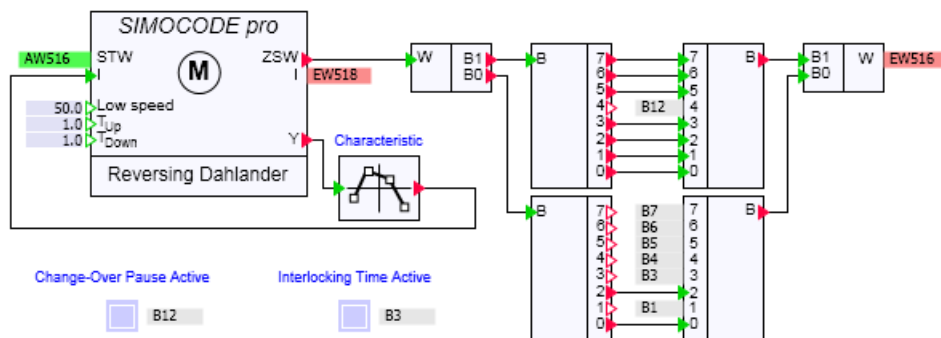 SIMOCODE pro
AW516 STW ZSW W B1 B 7 7 B B1 W EW516
I M I EW518 B0 6 6 B0
5 5
50.0 Low speed 4 B12 4
1.0 TUp 3 3
1.0 TDown Y Characteristic 2 2
1 1
Reversing Dahlander 0 0
B 7 B7 7 B
6 B6 6
5 B5 5
4 B4 4
Change-Over Pause Active Interlocking Time Active 3 B3 3
2 2
B12 B3 1 B1 1
0 0